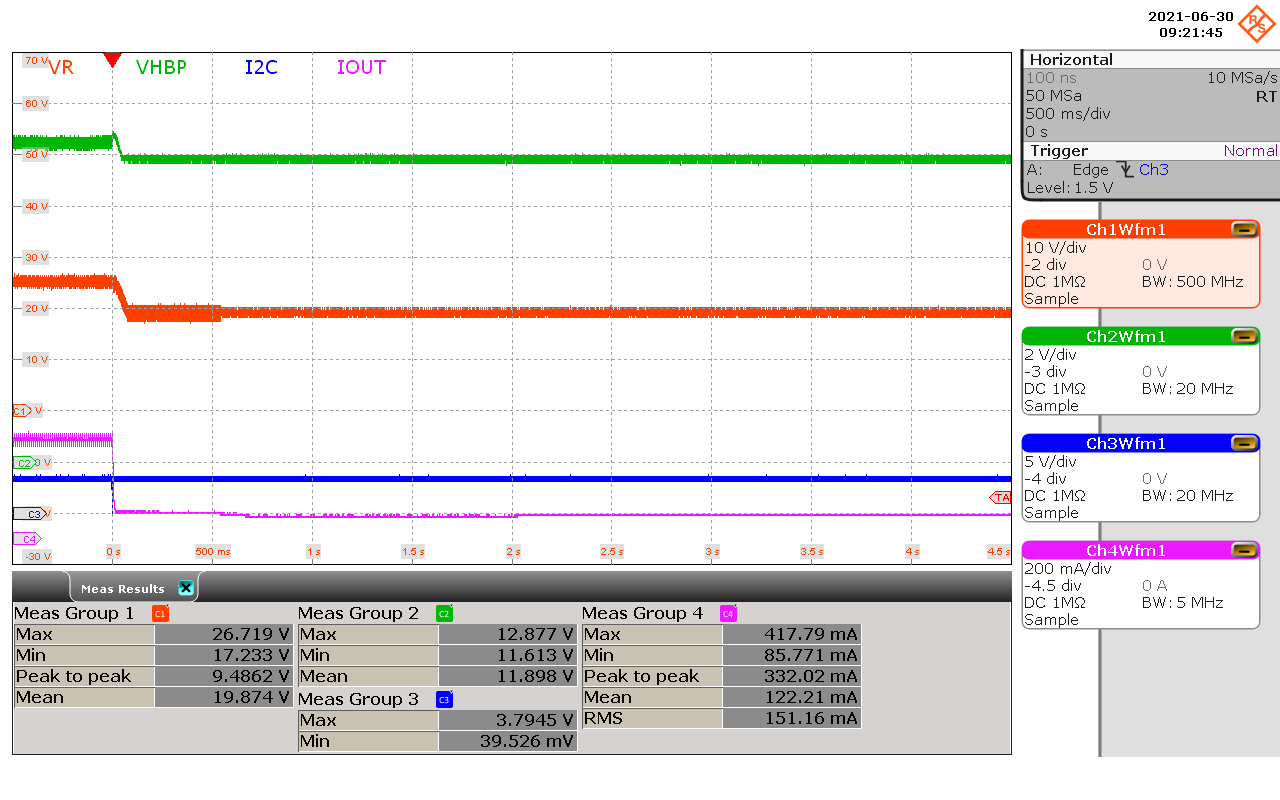 2021-06-30
09:21:45
VR VHBP I2C IOUT
70 V
60 V
50 V
40 V
30 V
20 V
10 V
C1 V
C2 0 V
C3 V
C4
-30 V
TA
0 s 500 ms 1 s 1.5 s 2 s 2.5 s 3 s 3.5 s 4 s 4.5 s
Horizontal
100 ns 10 MSa/s
50 MSa RT
500 ms/div
0 s
Trigger Normal
A: Edge Ch3
Level: 1.5 V
Ch1Wfm1
10 V/div
-2 div 0 V
DC 1MΩ BW: 500 MHz
Sample
Ch2Wfm1
2 V/div
-3 div 0 V
DC 1MΩ BW: 20 MHz
Sample
Ch3Wfm1
5 V/div
-4 div 0 V
DC 1MΩ BW: 20 MHz
Sample
Ch4Wfm1
200 mA/div
-4.5 div 0 A
DC 1MΩ BW: 5 MHz
Sample
Meas Results
Meas Group 1 C1
Max 26.719 V
Min 17.233 V
Peak to peak 9.4862 V
Mean 19.874 V
Meas Group 2 C2
Max 12.877 V
Min 11.613 V
Mean 11.898 V
Meas Group 3 C3
Max 3.7945 V
Min 39.526 mV
Meas Group 4 C4
Max 417.79 mA
Min 85.771 mA
Peak to peak 332.02 mA
Mean 122.21 mA
RMS 151.16 mA